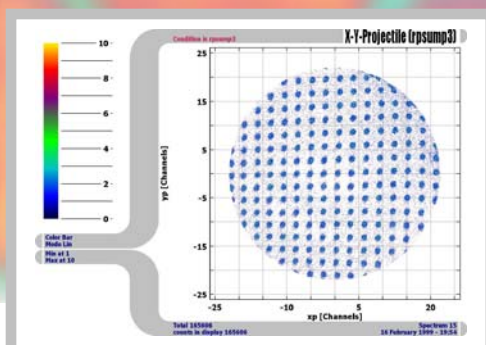 X-Y-Projectile (rpsump3)
Condition is rpsump3
10
8
6
4
2
0
Color Bar
Mode Lin
Min at 1
Max at 10
yp [Channels]
25
15
5
-5
-15
-25
-25
-10
5
20
xp [Channels]
Total 165606
counts in display 165606
Spectrum 15
16 February 1999 - 19:54